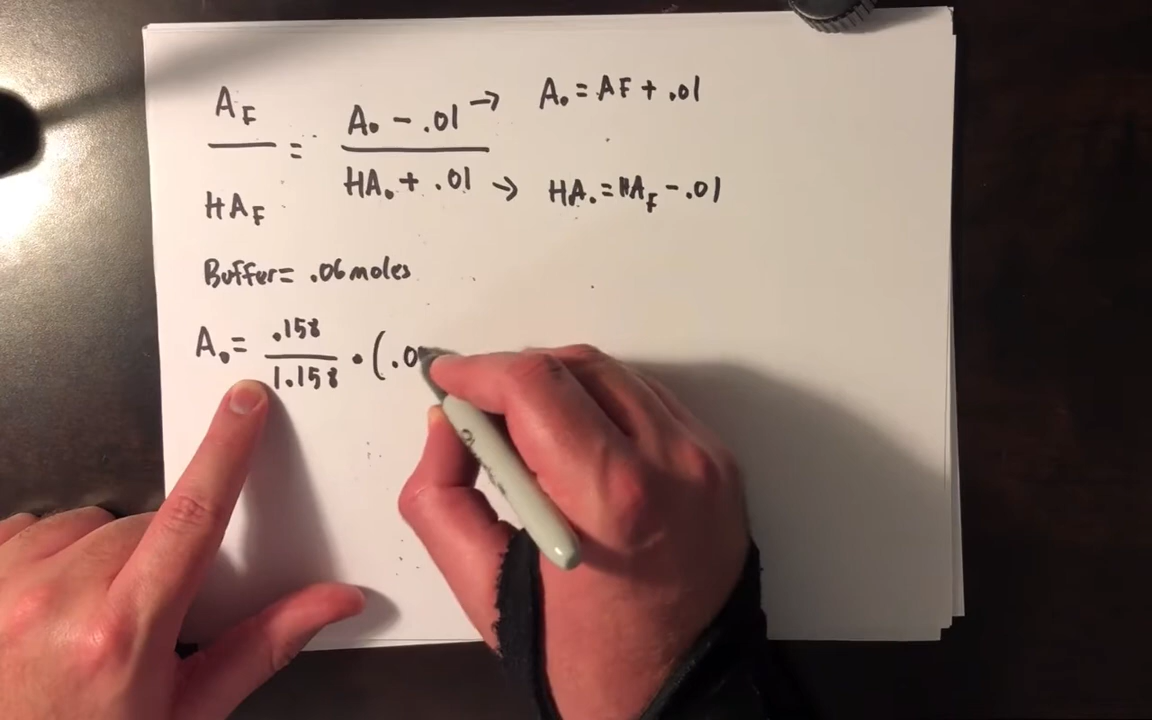 A_F / HA_F = A₀ - .01 / HA₀ + .01
→ A₀ = AF + .01
→ HA₀ = HA_F - .01
Buffer = .06 moles
A₀ = .158 / 1.158 · (.0